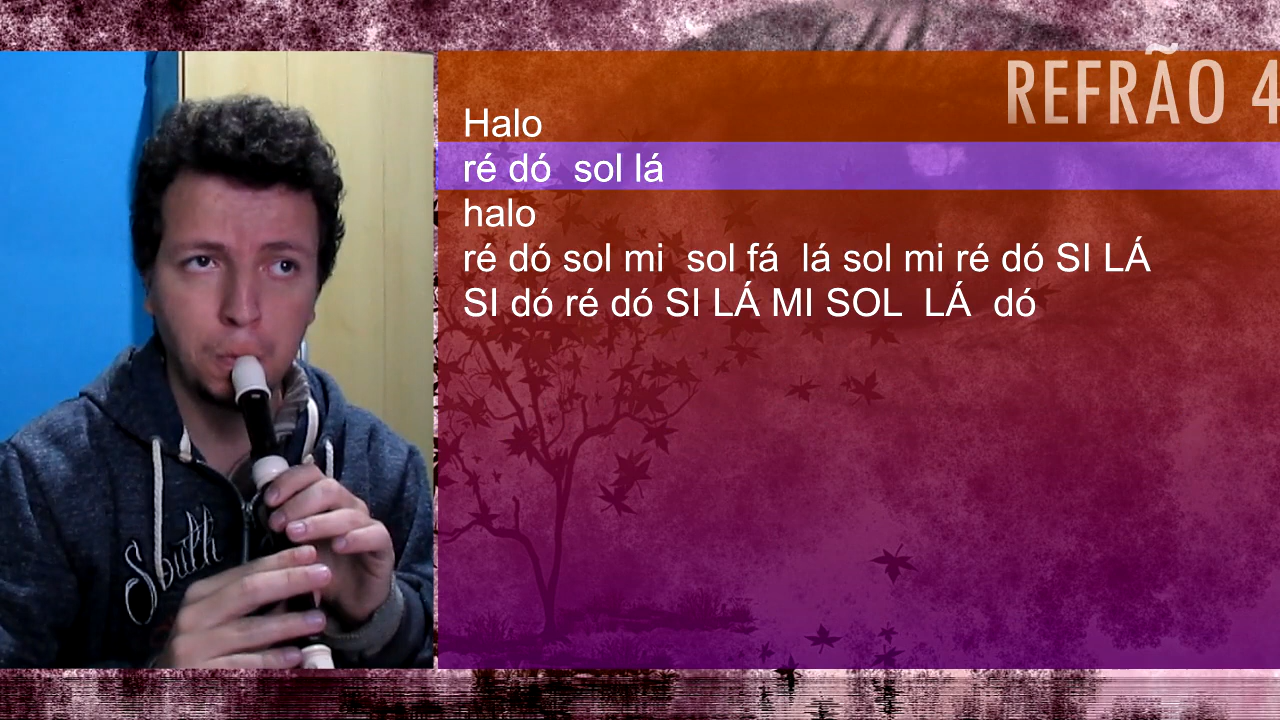 REFRÃO 4
Halo
ré dó  sol lá
halo
ré dó sol mi  sol fá  lá sol mi ré dó SI LÁ
SI dó ré dó SI LÁ MI SOL  LÁ  dó
South